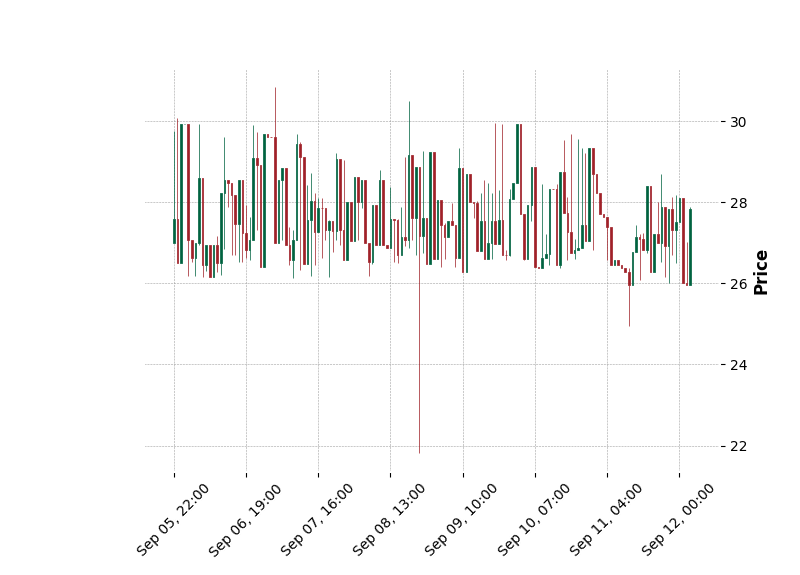 30
28
26
24
22
Price
Sep 05, 22:00
Sep 06, 19:00
Sep 07, 16:00
Sep 08, 13:00
Sep 09, 10:00
Sep 10, 07:00
Sep 11, 04:00
Sep 12, 00:00